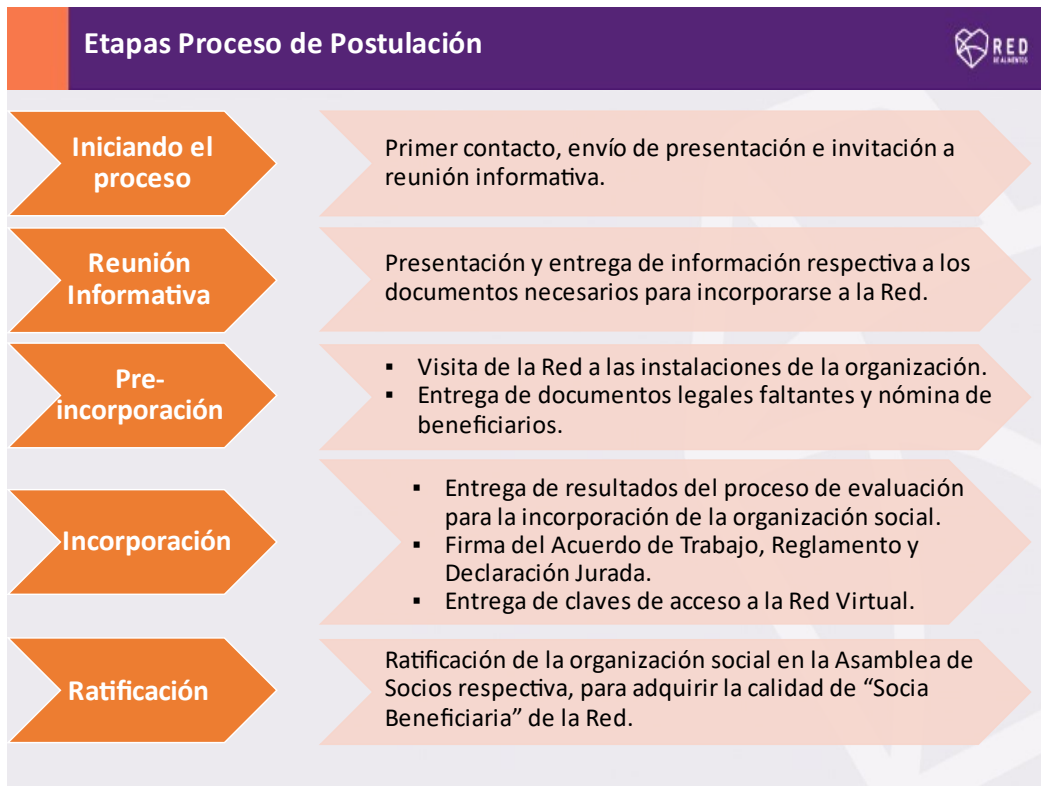 Etapas Proceso de Postulación
RED
DE ALIMENTOS
Iniciando el
proceso
Primer contacto, envío de presentación e invitación a
reunión informativa.
Reunión
Informativa
Presentación y entrega de información respectiva a los
documentos necesarios para incorporarse a la Red.
Pre-
incorporación
▪ Visita de la Red a las instalaciones de la organización.
▪ Entrega de documentos legales faltantes y nómina de
beneficiarios.
Incorporación
▪ Entrega de resultados del proceso de evaluación
para la incorporación de la organización social.
▪ Firma del Acuerdo de Trabajo, Reglamento y
Declaración Jurada.
▪ Entrega de claves de acceso a la Red Virtual.
Ratificación
Ratificación de la organización social en la Asamblea de
Socios respectiva, para adquirir la calidad de “Socia
Beneficiaria” de la Red.